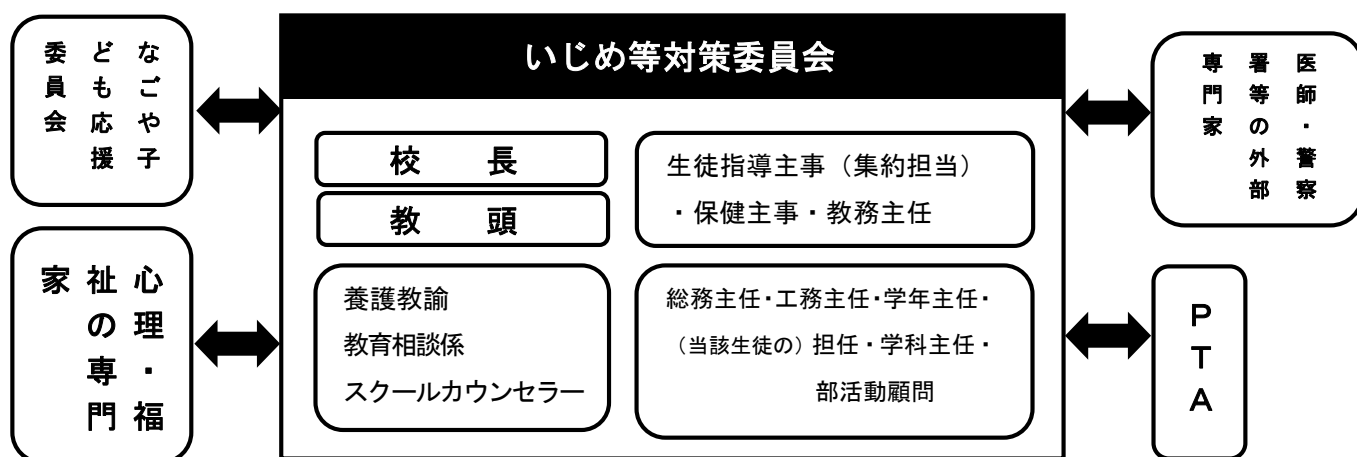 いじめ等対策委員会
なごや子
ども応援
委員会
心理・福
祉の専門
家
校　長
教　頭
生徒指導主事（集約担当）
・保健主事・教務主任
養護教諭
教育相談係
スクールカウンセラー
総務主任・工務主任・学年主任・
（当該生徒の）担任・学科主任・
部活動顧問
医師・警察
署等の外部
専門家
PTA